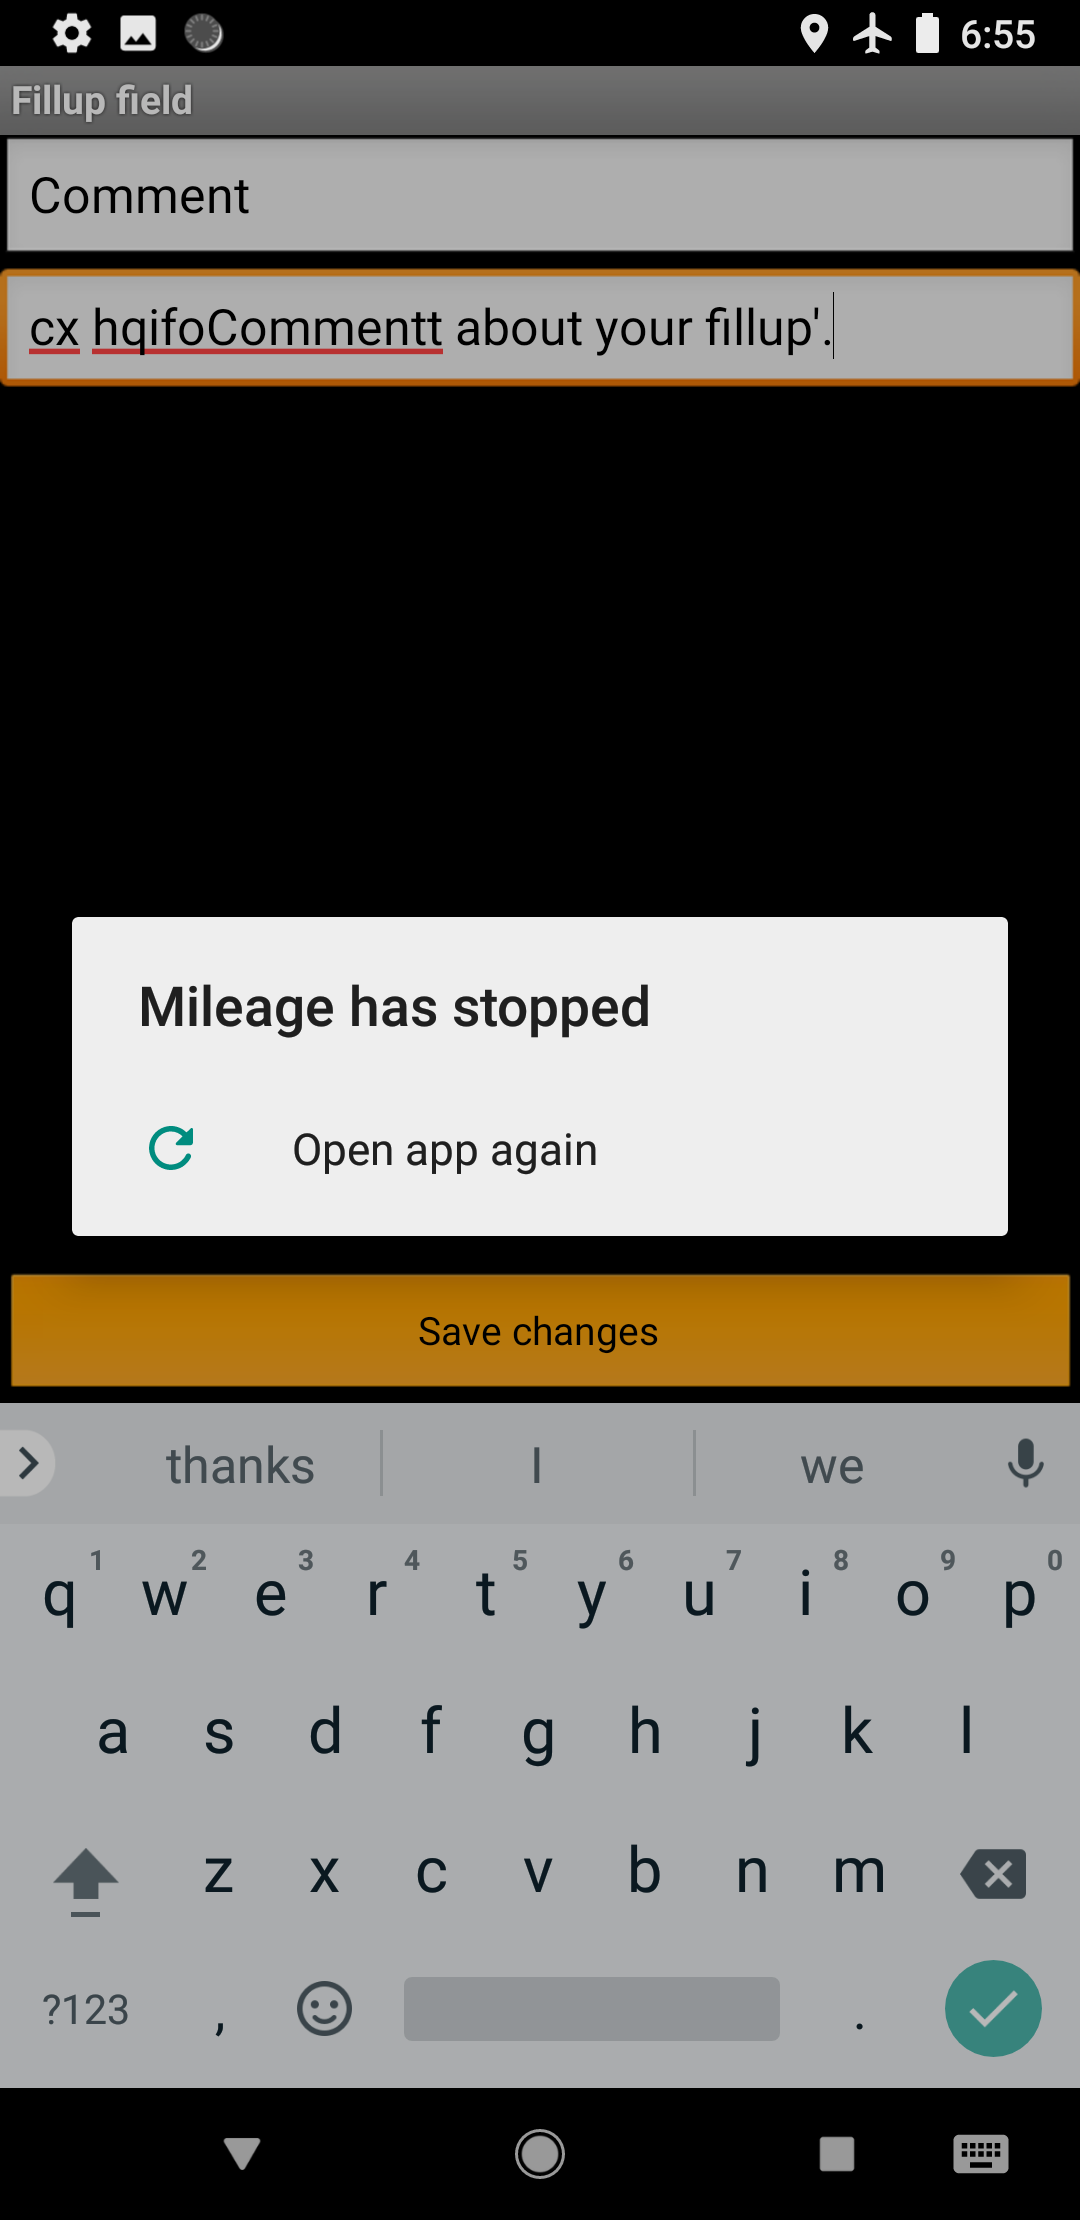 6:55
Fillup field
Comment
cx hqifoCommentt about your fillup'.
Mileage has stopped
Open app again
Save changes
thanks I we
1 2 3 4 5 6 7 8 9 0
q w e r t y u i o p
a s d f g h j k l
z x c v b n m
?123 , .